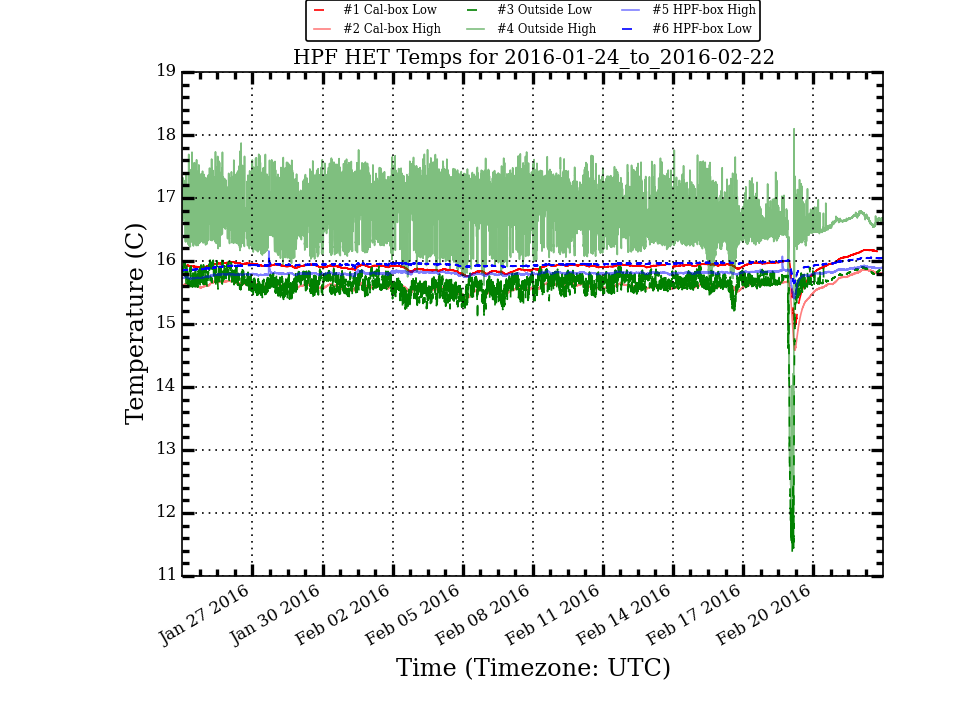 #1 Cal-box Low #3 Outside Low #5 HPF-box High
#2 Cal-box High #4 Outside High #6 HPF-box Low
HPF HET Temps for 2016-01-24_to_2016-02-22
19
18
17
16
15
14
13
12
11
Temperature (C)
Jan 27 2016 Jan 30 2016 Feb 02 2016 Feb 05 2016 Feb 08 2016 Feb 11 2016 Feb 14 2016 Feb 17 2016 Feb 20 2016
Time (Timezone: UTC)